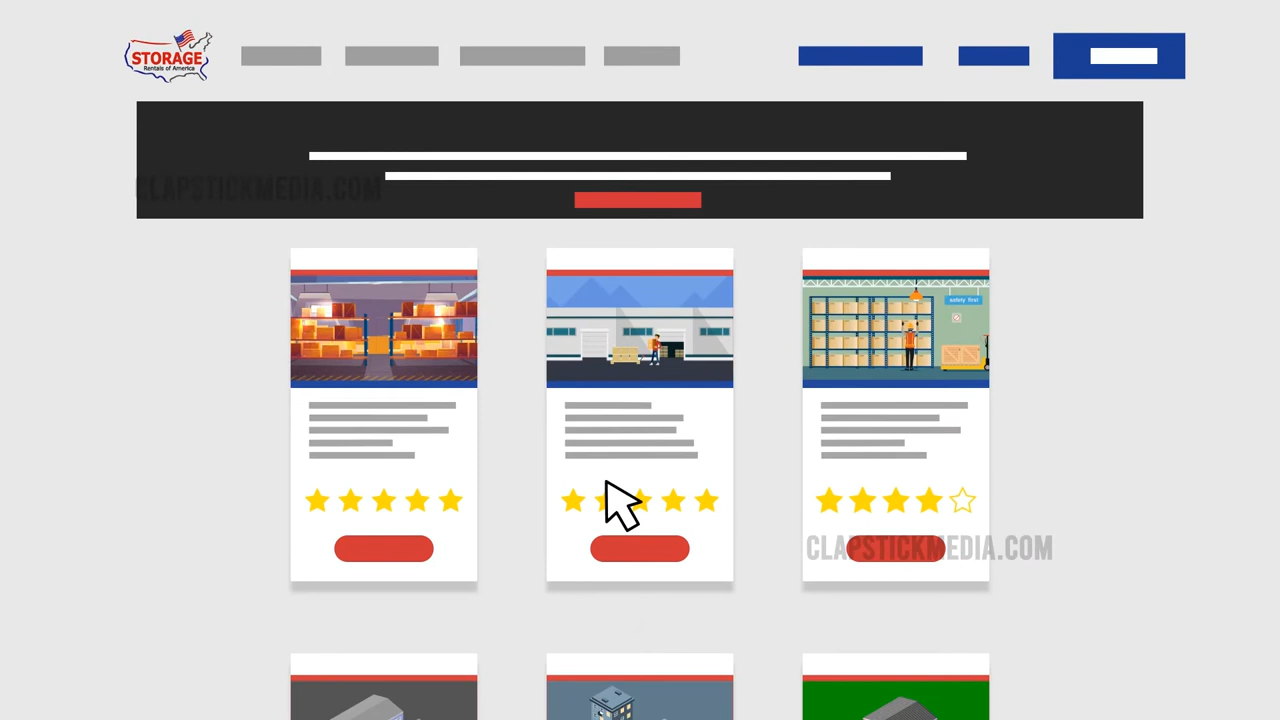 STORAGE
Rentals of America
CLAPSTICKMEDIA.COM
safety first
CLAPSTICKMEDIA.COM